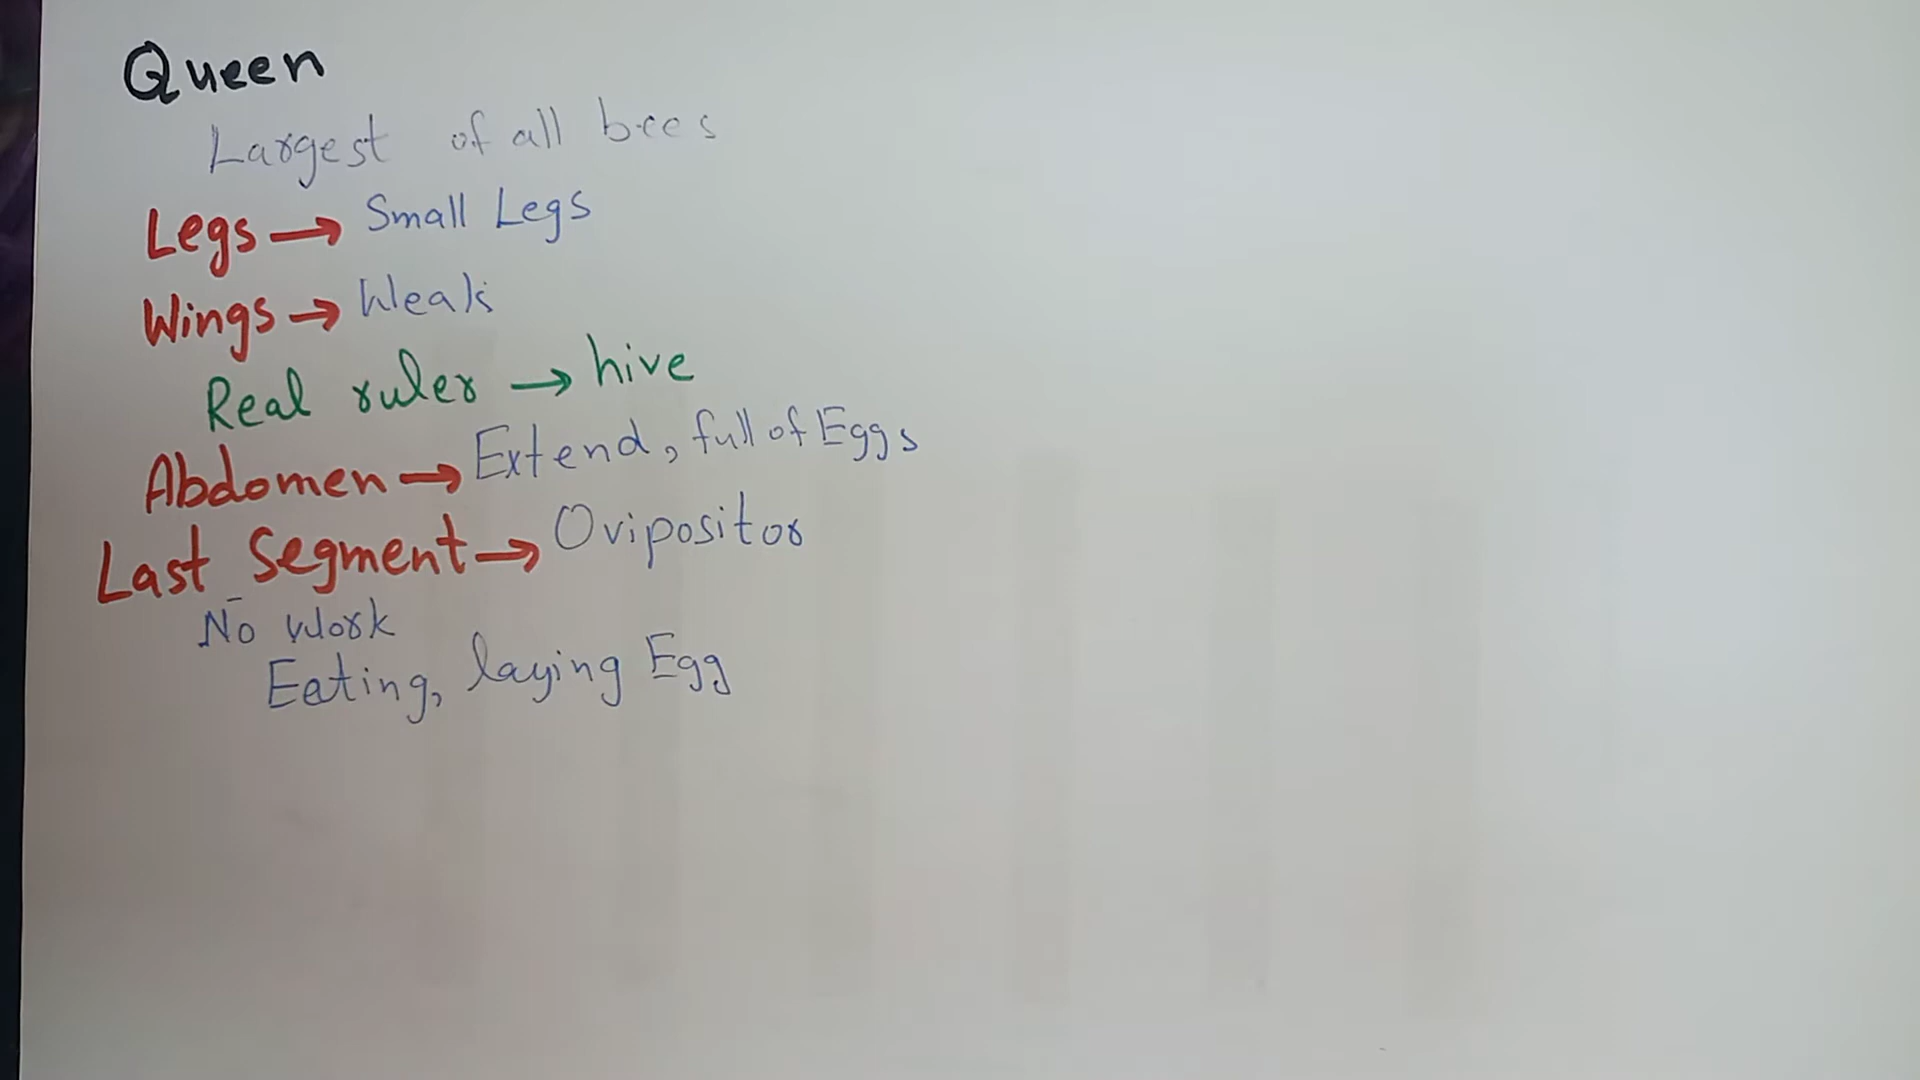 Queen
Largest of all bees
Legs → Small Legs
Wings → Weak
Real ruler → hive
Abdomen → Extend, full of Eggs
Last Segment → Ovipositor
No work
Eating, laying Egg